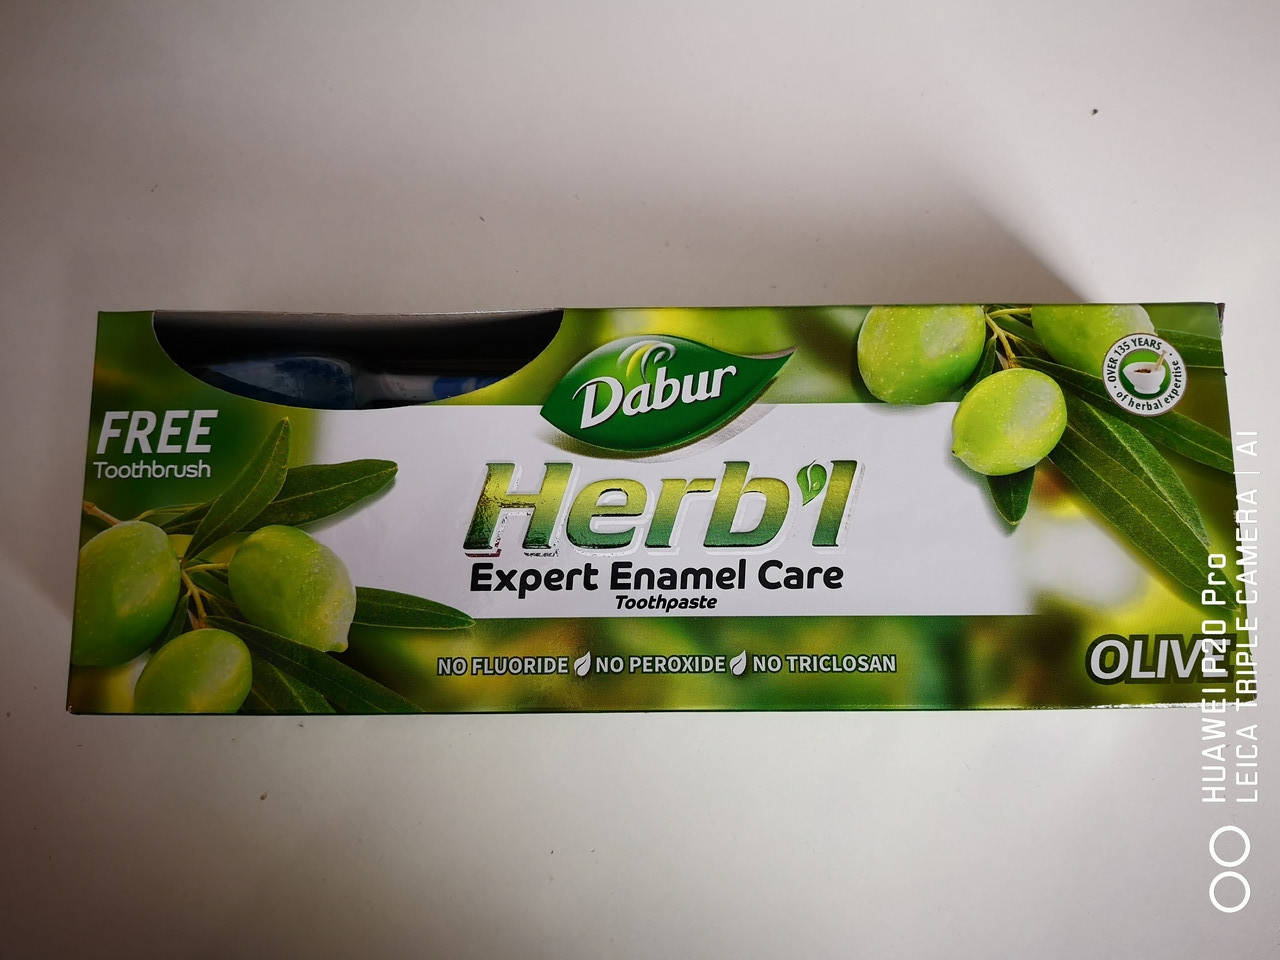 Dabur
OVER 135 YEARS
of herbal expertise
FREE
Toothbrush
Herb'l
Expert Enamel Care
Toothpaste
NO FLUORIDE NO PEROXIDE NO TRICLOSAN
OLIVE
HUAWEI P20 Pro
LEICA TRIPLE CAMERA | AI